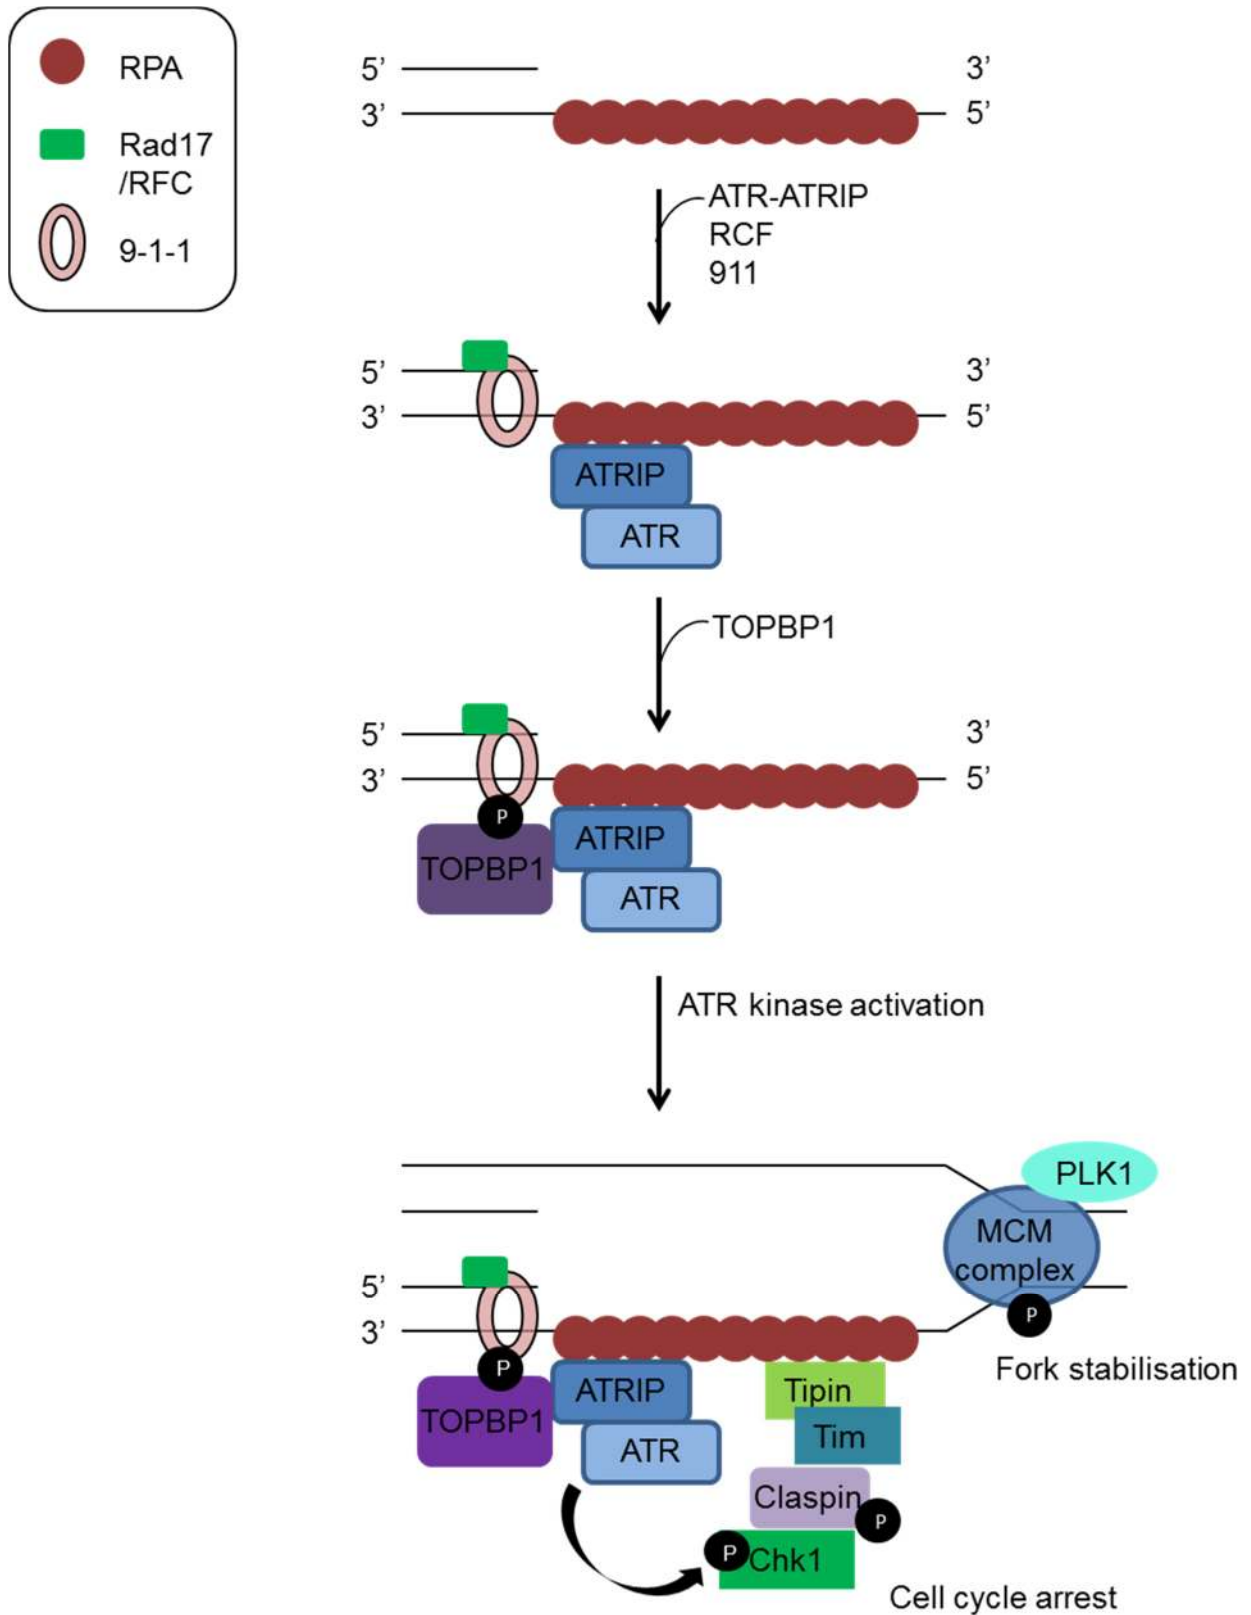 RPA
Rad17
/RFC
9-1-1
5’ 3’
3’ 5’
ATR-ATRIP
RCF
911
5’ 3’
3’ 5’
ATRIP
ATR
TOPBP1
5’ 3’
3’ 5’
P
TOPBP1 ATRIP
ATR
ATR kinase activation
PLK1
MCM
complex
P
5’
3’
Fork stabilisation
P
TOPBP1 ATRIP
ATR
Tipin
Tim
Claspin
P
P
Chk1
Cell cycle arrest